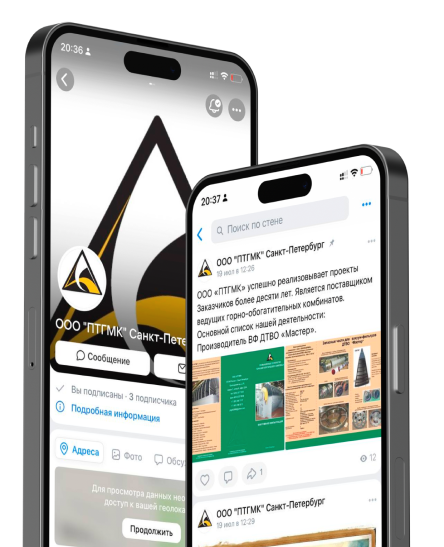 20:36
ООО "ПТГМК" Санкт-Пете
Сообщение
Вы подписаны · 3 подписчика
Подробная информация
Адреса
Фото
Обсу
Для просмотра данных нео
доступ к вашей геолока
Продолжить
20:37
Поиск по стене
ООО "ПТГМК" Санкт-Петербург
19 июл в 12:26
ООО «ПТГМК» успешно реализовывает проекты
Заказчиков более десяти лет. Является поставщиком
ведущих горно-обогатительных комбинатов.
Основной список нашей деятельности:
Производитель ВФ ДТВО «Мастер».
1
12
ООО "ПТГМК" Санкт-Петербург
19 июл в 12:29